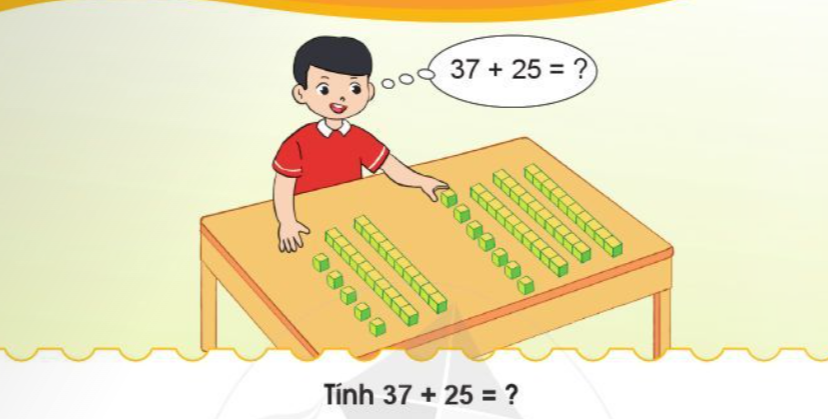 37 + 25 = ?
Tính 37 + 25 = ?